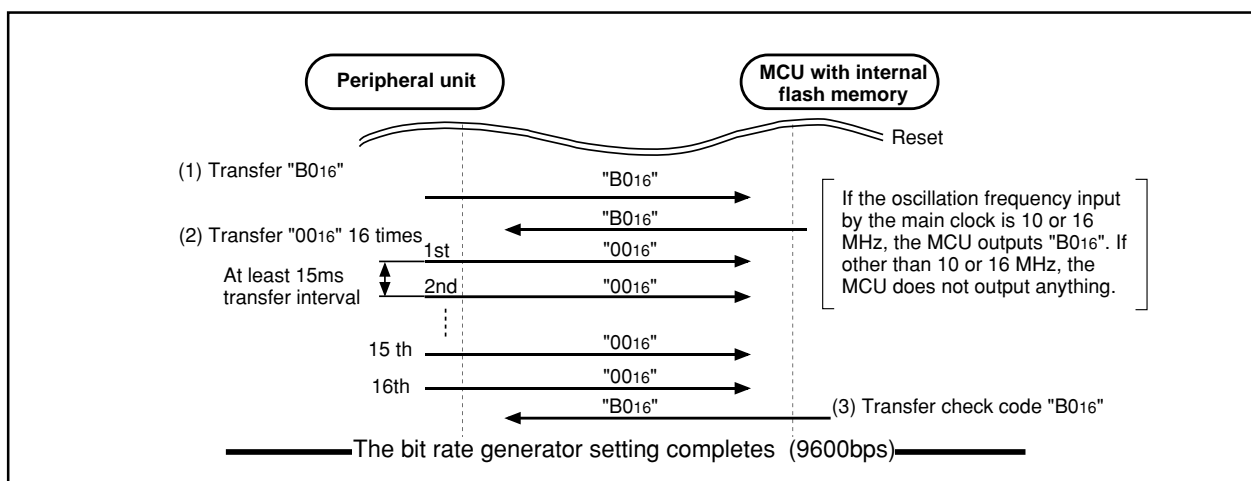 Peripheral unit
MCU with internal
flash memory
Reset
(1) Transfer "B016"
"B016"
"B016"
If the oscillation frequency input
by the main clock is 10 or 16
MHz, the MCU outputs "B016". If
other than 10 or 16 MHz, the
MCU does not output anything.
(2) Transfer "0016" 16 times
1st
"0016"
At least 15ms
transfer interval
2nd
"0016"
15 th
"0016"
16th
"0016"
"B016"
(3) Transfer check code "B016"
The bit rate generator setting completes (9600bps)